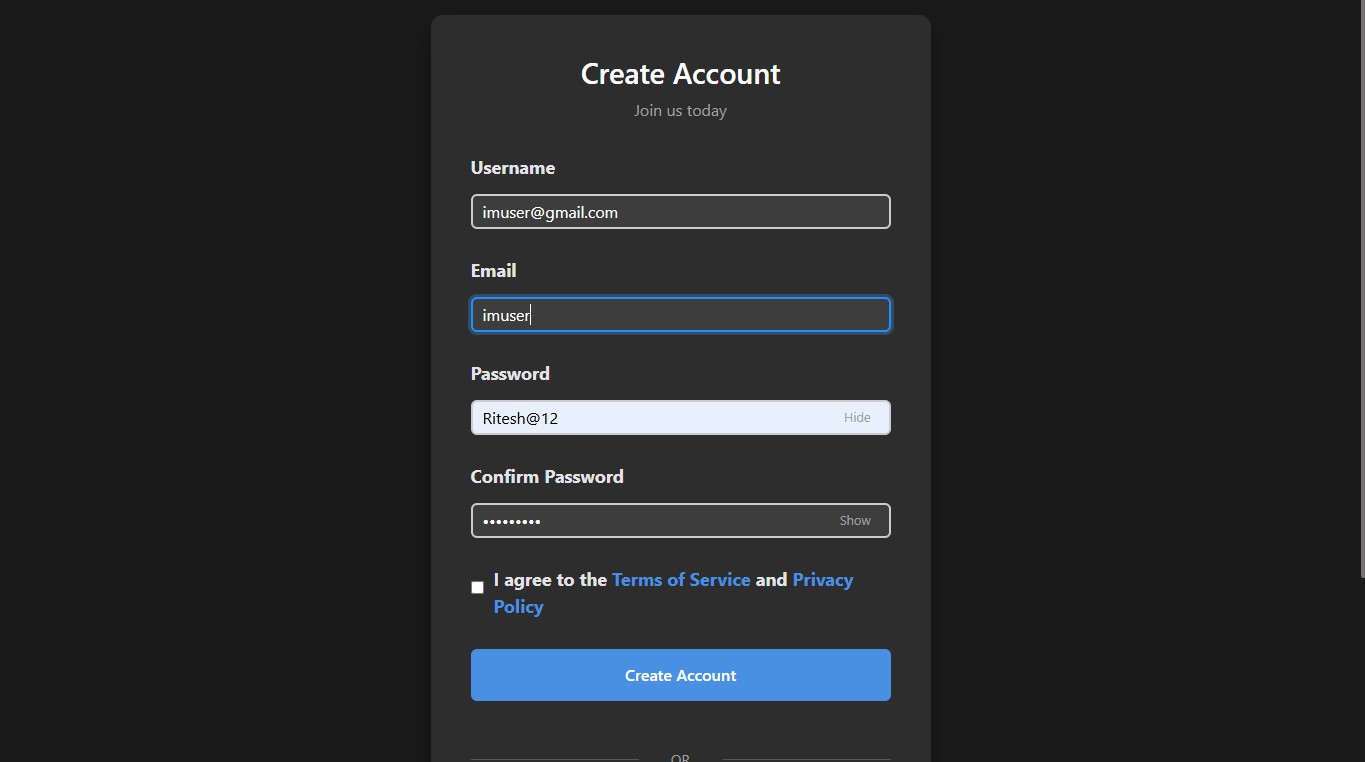 Create Account
Join us today
Username
imuser@gmail.com
Email
imuser
Password
Ritesh@12 Hide
Confirm Password
••••••••• Show
I agree to the Terms of Service and Privacy
Policy
Create Account
OR